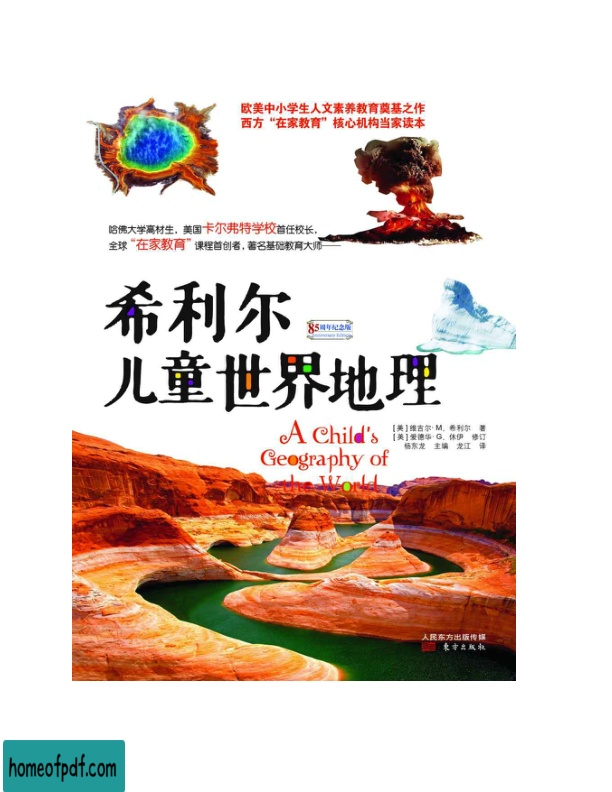 欧美中小学生人文素养教育奠基之作
西方“在家教育”核心机构当家读本
哈佛大学高材生，美国卡尔弗特学校首任校长，
全球“在家教育”课程首创者，著名基础教育大师——
希利尔
85周年纪念版
Anniversary Edition
儿童世界地理
[美]维吉尔·M．希利尔 著
[美]爱德华·G．休伊 修订
杨东龙 主编 龙江 译
A Child's
Geography of
the World
人民东方出版传媒
东方出版社
homeofpdf.com